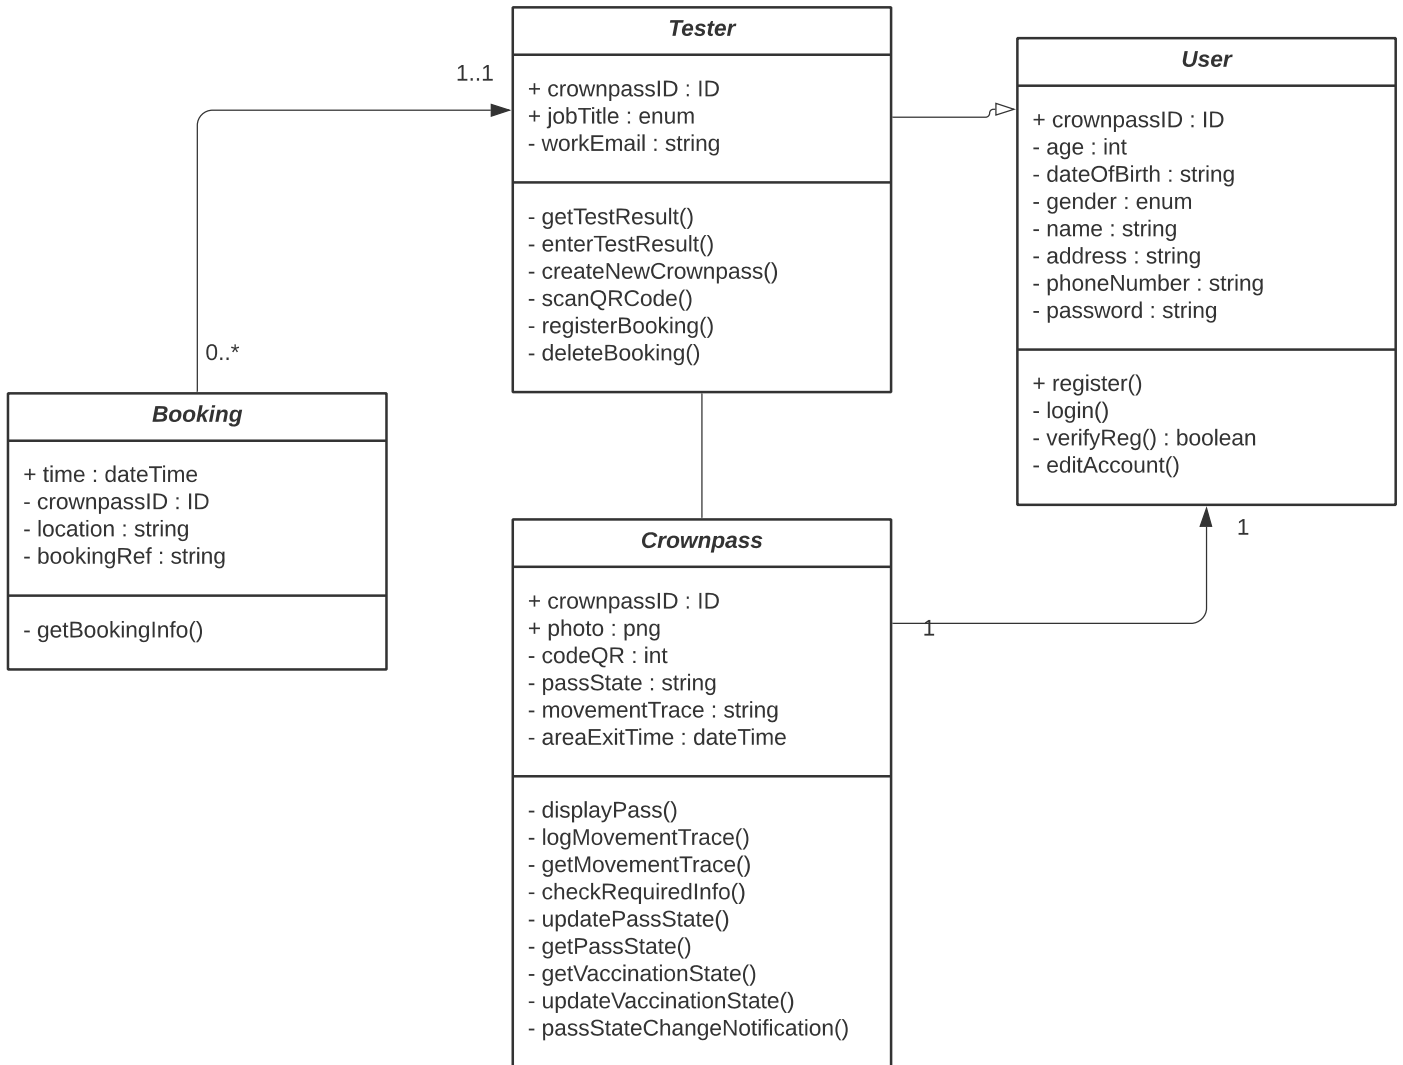 Tester
+ crownpassID : ID
+ jobTitle : enum
- workEmail : string
- getTestResult()
- enterTestResult()
- createNewCrownpass()
- scanQRCode()
- registerBooking()
- deleteBooking()
User
+ crownpassID : ID
- age : int
- dateOfBirth : string
- gender : enum
- name : string
- address : string
- phoneNumber : string
- password : string
+ register()
- login()
- verifyReg() : boolean
- editAccount()
1..1
0..*
Booking
+ time : dateTime
- crownpassID : ID
- location : string
- bookingRef : string
- getBookingInfo()
Crownpass
+ crownpassID : ID
+ photo : png
- codeQR : int
- passState : string
- movementTrace : string
- areaExitTime : dateTime
- displayPass()
- logMovementTrace()
- getMovementTrace()
- checkRequiredInfo()
- updatePassState()
- getPassState()
- getVaccinationState()
- updateVaccinationState()
- passStateChangeNotification()
1
1